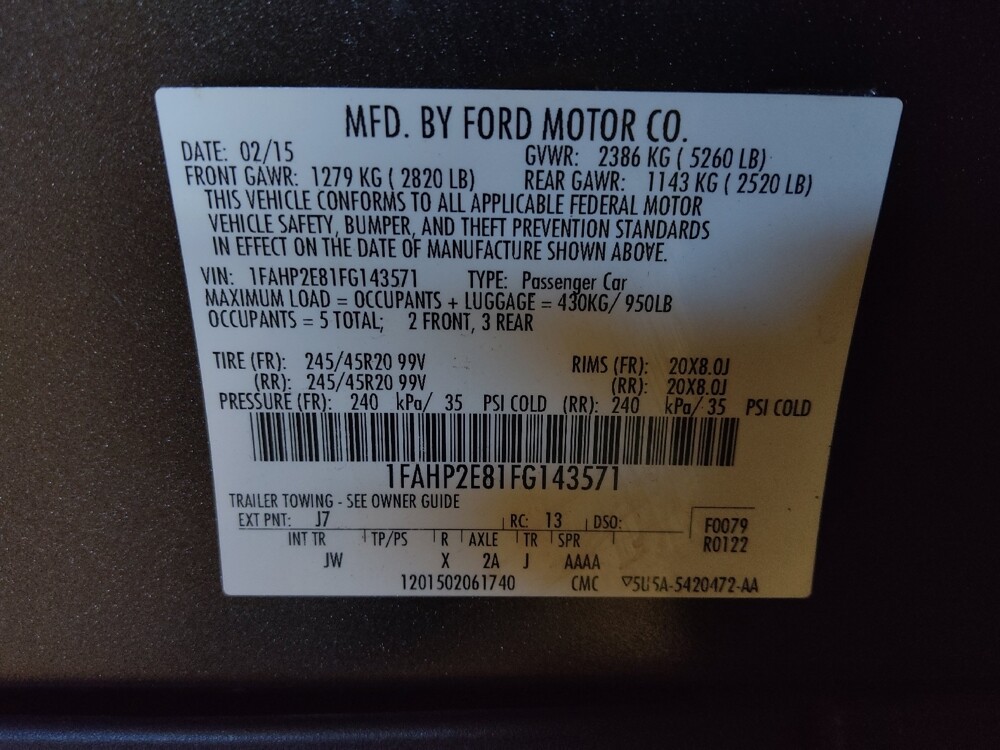 MFD. BY FORD MOTOR CO.
DATE: 02/15 GVWR: 2386 KG ( 5260 LB)
FRONT GAWR: 1279 KG ( 2820 LB) REAR GAWR: 1143 KG ( 2520 LB)
THIS VEHICLE CONFORMS TO ALL APPLICABLE FEDERAL MOTOR
VEHICLE SAFETY, BUMPER, AND THEFT PREVENTION STANDARDS
IN EFFECT ON THE DATE OF MANUFACTURE SHOWN ABOVE.
VIN: 1FAHP2E81FG143571 TYPE: Passenger Car
MAXIMUM LOAD = OCCUPANTS + LUGGAGE = 430KG/ 950LB
OCCUPANTS = 5 TOTAL; 2 FRONT, 3 REAR
TIRE (FR): 245/45R20 99V RIMS (FR): 20X8.0J
(RR): 245/45R20 99V (RR): 20X8.0J
PRESSURE (FR): 240 kPa/ 35 PSI COLD (RR): 240 kPa/ 35 PSI COLD
1FAHP2E81FG143571
TRAILER TOWING - SEE OWNER GUIDE
EXT PNT: J7 RC: 13 DSO: F0079
INT TR TP/PS R AXLE TR SPR R0122
JW X 2A J AAAA
1201502061740 CMC ▽5U5A-5420472-AA